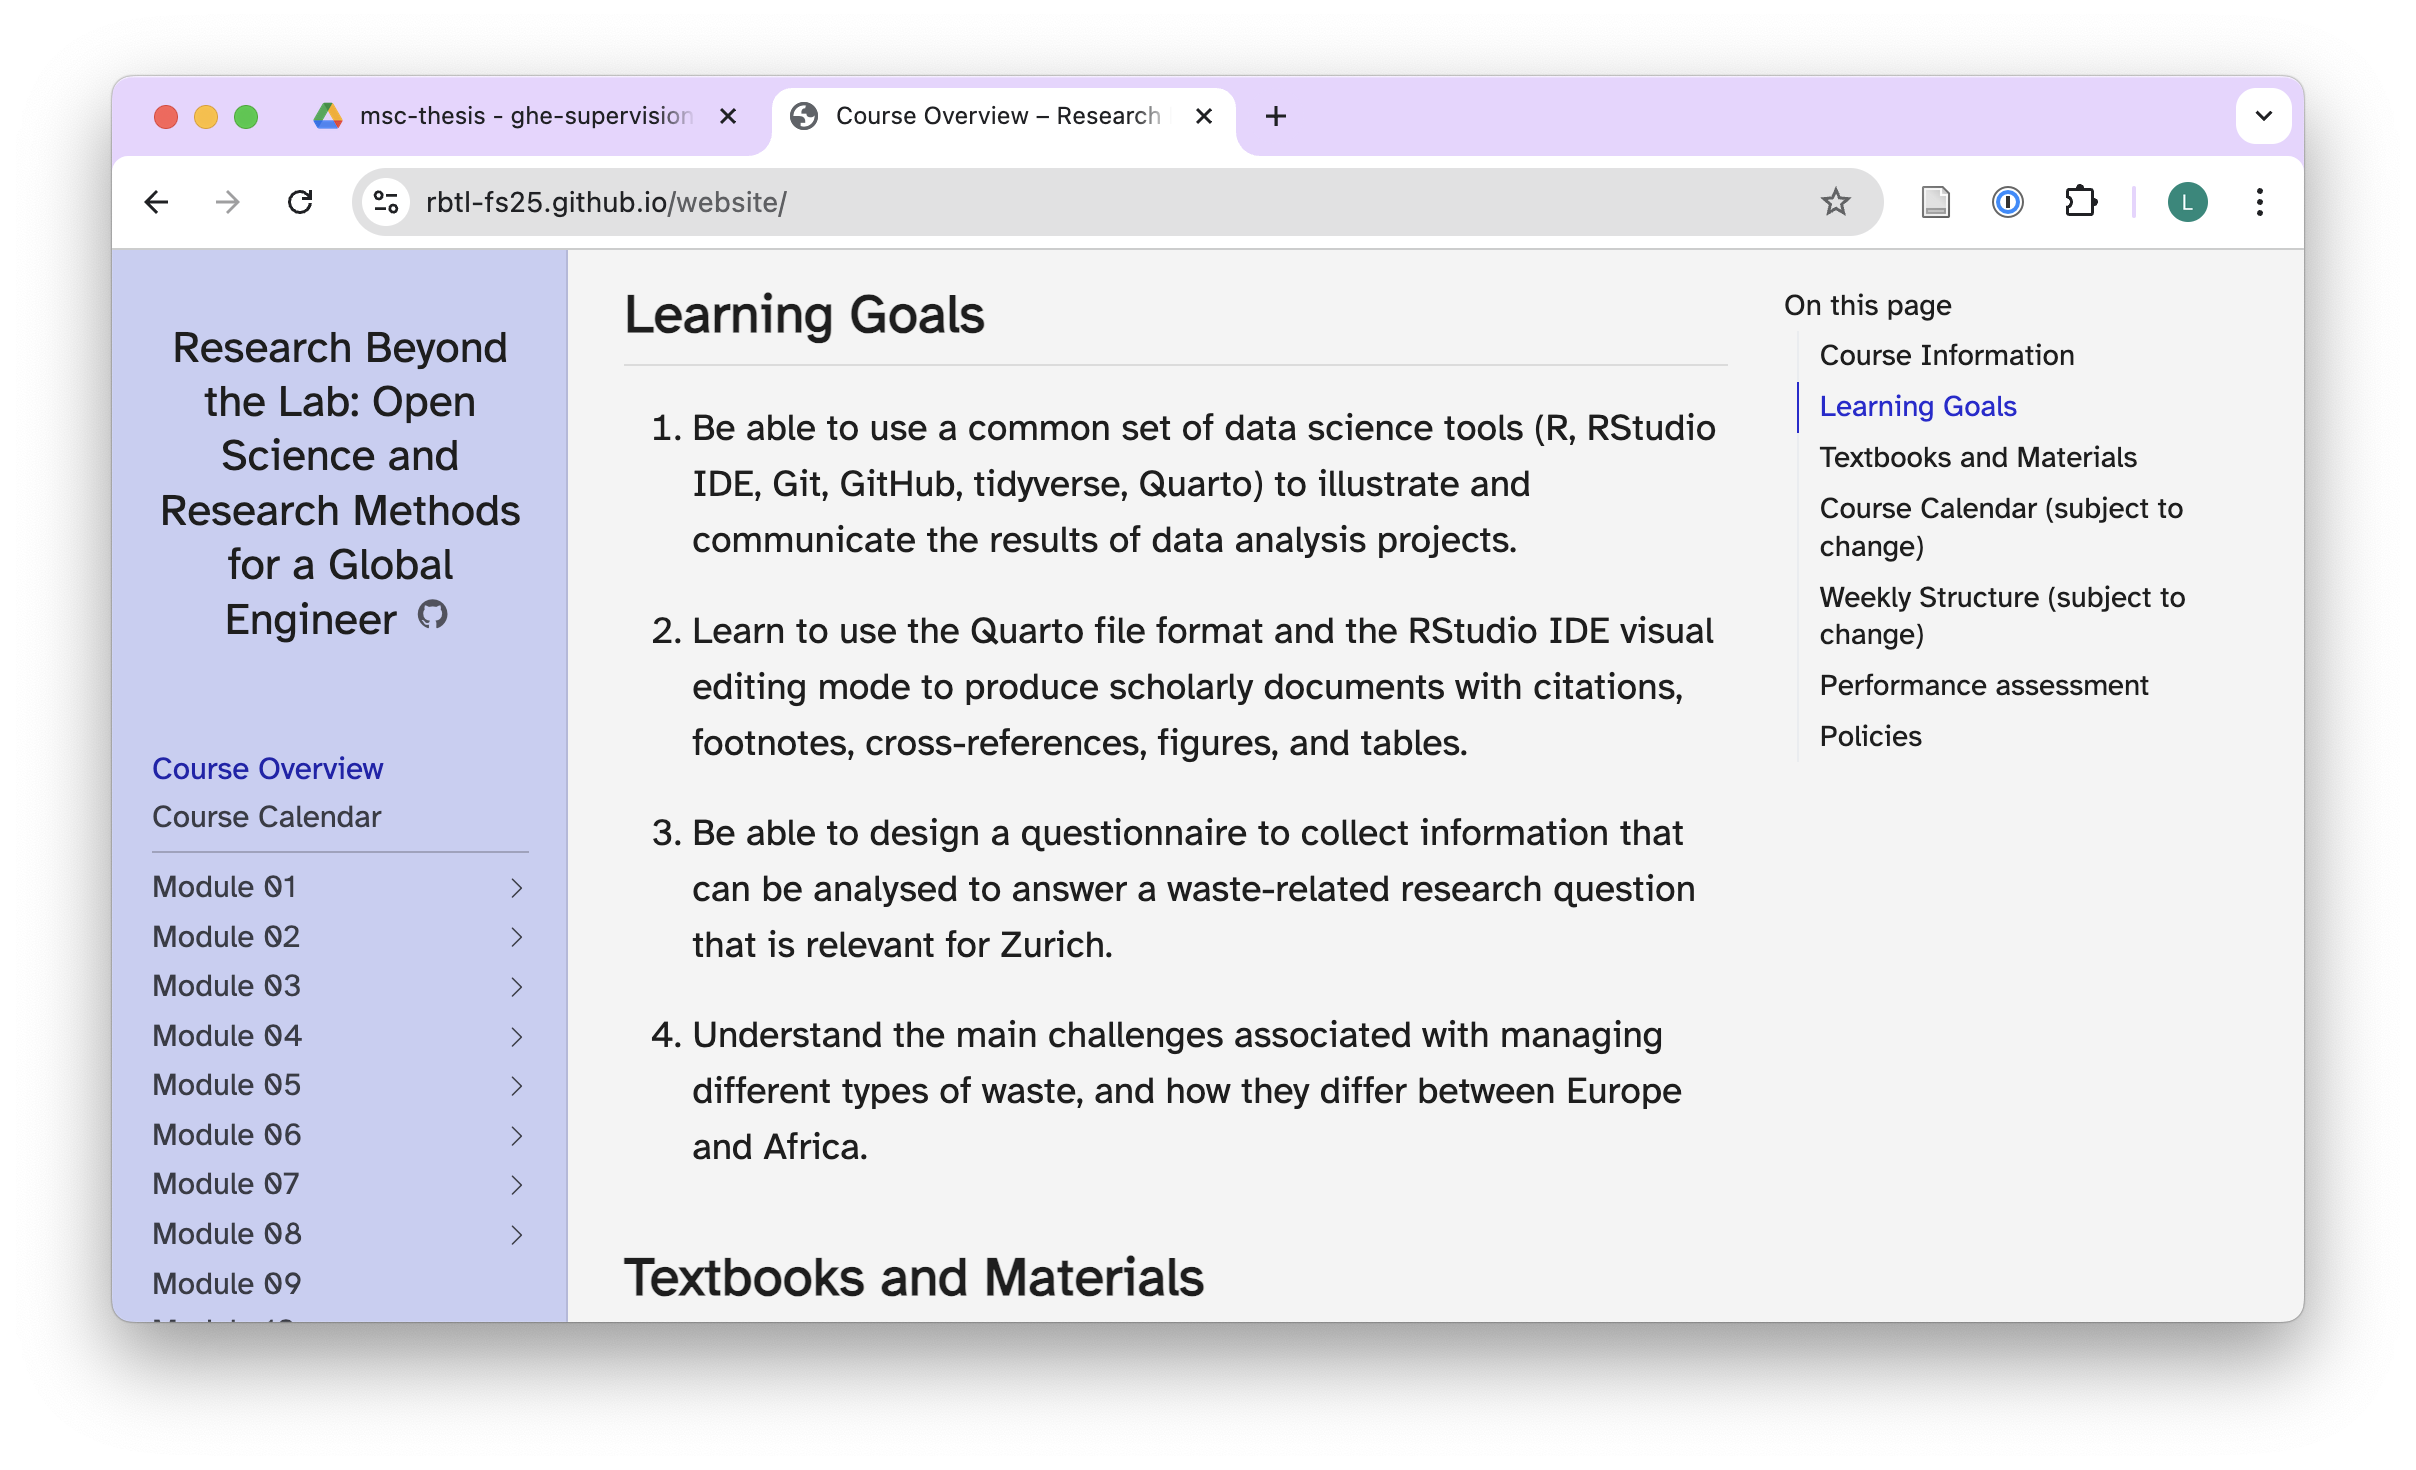 msc-thesis - ghe-supervision
Course Overview – Research
rbtl-fs25.github.io/website/
L
Research Beyond
the Lab: Open
Science and
Research Methods
for a Global
Engineer
Course Overview
Course Calendar
Module 01
Module 02
Module 03
Module 04
Module 05
Module 06
Module 07
Module 08
Module 09
Learning Goals
1. Be able to use a common set of data science tools (R, RStudio
IDE, Git, GitHub, tidyverse, Quarto) to illustrate and
communicate the results of data analysis projects.
2. Learn to use the Quarto file format and the RStudio IDE visual
editing mode to produce scholarly documents with citations,
footnotes, cross-references, figures, and tables.
3. Be able to design a questionnaire to collect information that
can be analysed to answer a waste-related research question
that is relevant for Zurich.
4. Understand the main challenges associated with managing
different types of waste, and how they differ between Europe
and Africa.
Textbooks and Materials
On this page
Course Information
Learning Goals
Textbooks and Materials
Course Calendar (subject to
change)
Weekly Structure (subject to
change)
Performance assessment
Policies